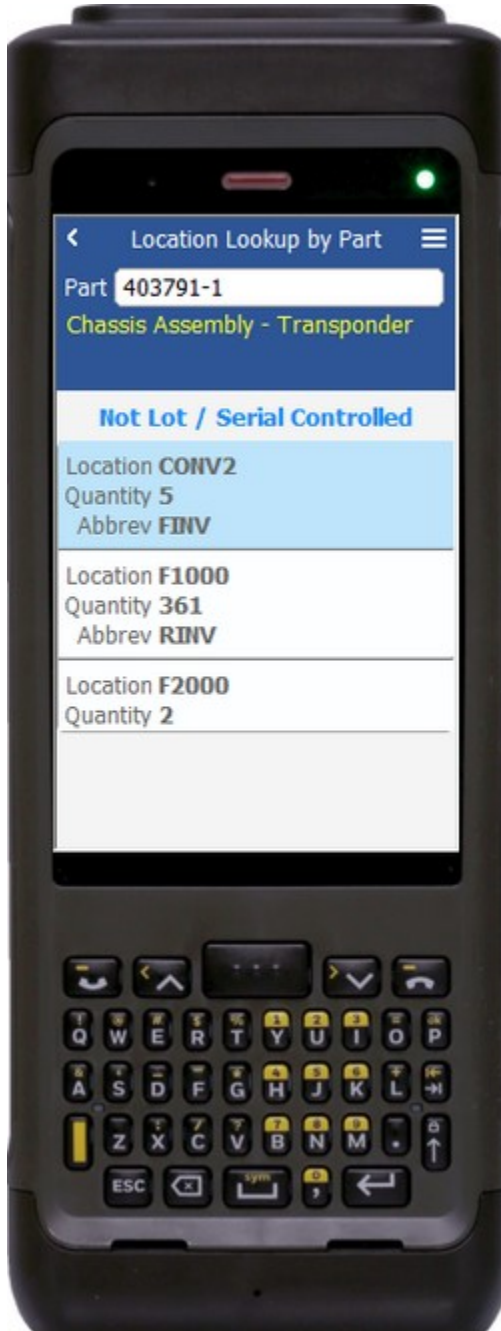 Location Lookup by Part
Part 403791-1
Chassis Assembly - Transponder
Not Lot / Serial Controlled
Location CONV2
Quantity 5
Abbrev FINV
Location F1000
Quantity 361
Abbrev RINV
Location F2000
Quantity 2
Q W E R T Y U I O P
A S D F G H J K L
Z X C V B N M .
ESC sym ,